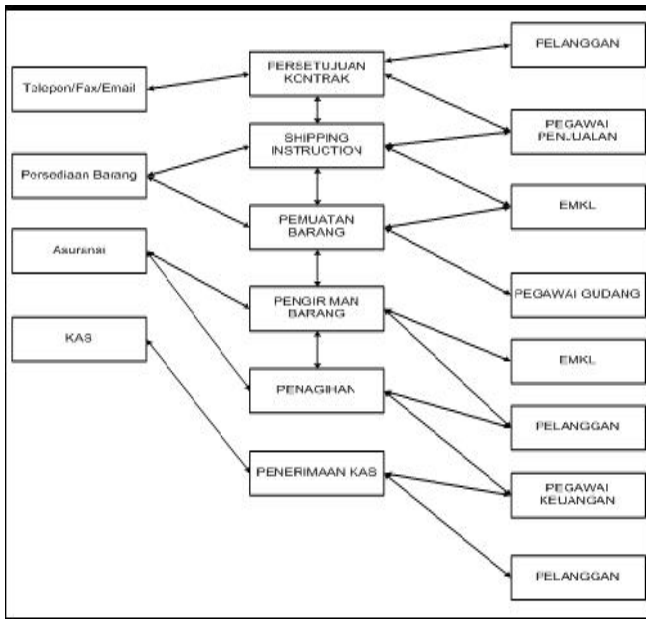 Telepon/Fax/Email
Persediaan Barang
Asuransi
KAS
PERSETUJUAN
KONTRAK
SHIPPING
INSTRUCTION
PEMUATAN
BARANG
PENGIRIMAN
BARANG
PENAGIHAN
PENERIMAAN KAS
PELANGGAN
PEGAWAI
PENJUALAN
EMKL
PEGAWAI GUDANG
EMKL
PELANGGAN
PEGAWAI
KEUANGAN
PELANGGAN